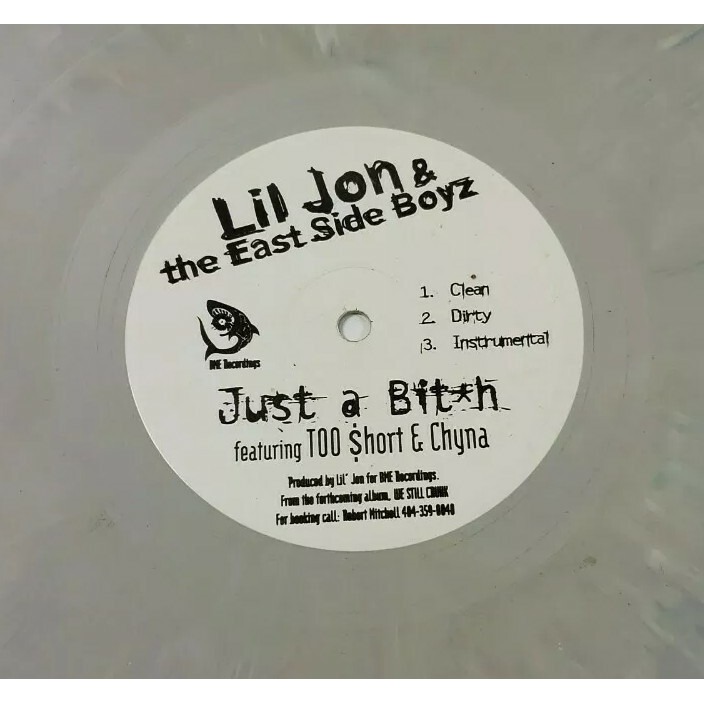 Lil Jon &
the East Side Boyz
1. Clean
2. Dirty
3. Instrumental
BME Recordings
Just a Bit*h
featuring TOO $hort & Chyna
Produced by Lil' Jon for BME Recordings.
From the forthcoming album, WE STILL CRUNK
For booking call: Robert Mitchell 404-359-0040